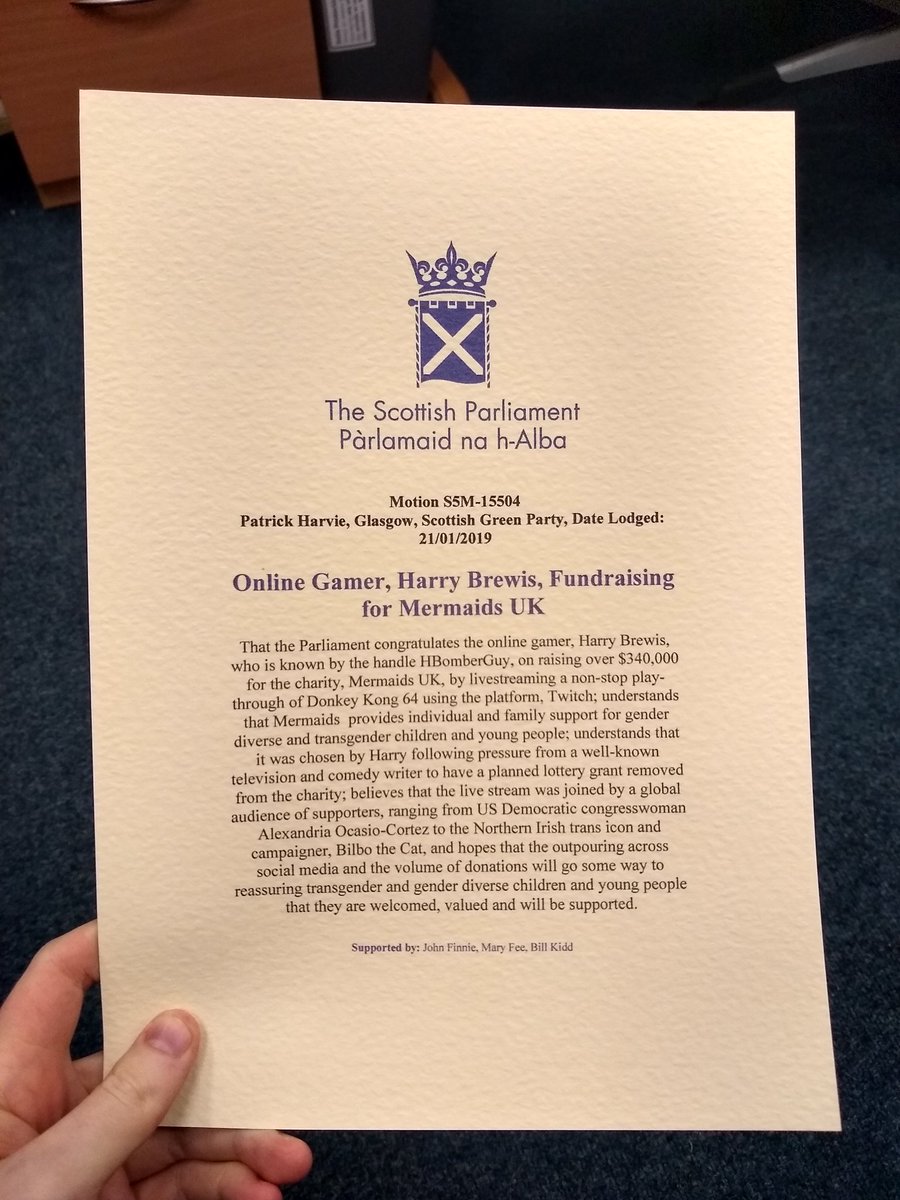 The Scottish Parliament
Pàrlamaid na h-Alba
Motion S5M-15504
Patrick Harvie, Glasgow, Scottish Green Party, Date Lodged:
21/01/2019
Online Gamer, Harry Brewis, Fundraising
for Mermaids UK
That the Parliament congratulates the online gamer, Harry Brewis,
who is known by the handle HBomberGuy, on raising over $340,000
for the charity, Mermaids UK, by livestreaming a non-stop play-
through of Donkey Kong 64 using the platform, Twitch; understands
that Mermaids provides individual and family support for gender
diverse and transgender children and young people; understands that
it was chosen by Harry following pressure from a well-known
television and comedy writer to have a planned lottery grant removed
from the charity; believes that the live stream was joined by a global
audience of supporters, ranging from US Democratic congresswoman
Alexandria Ocasio-Cortez to the Northern Irish trans icon and
campaigner, Bilbo the Cat, and hopes that the outpouring across
social media and the volume of donations will go some way to
reassuring transgender and gender diverse children and young people
that they are welcomed, valued and will be supported.
Supported by: John Finnie, Mary Fee, Bill Kidd